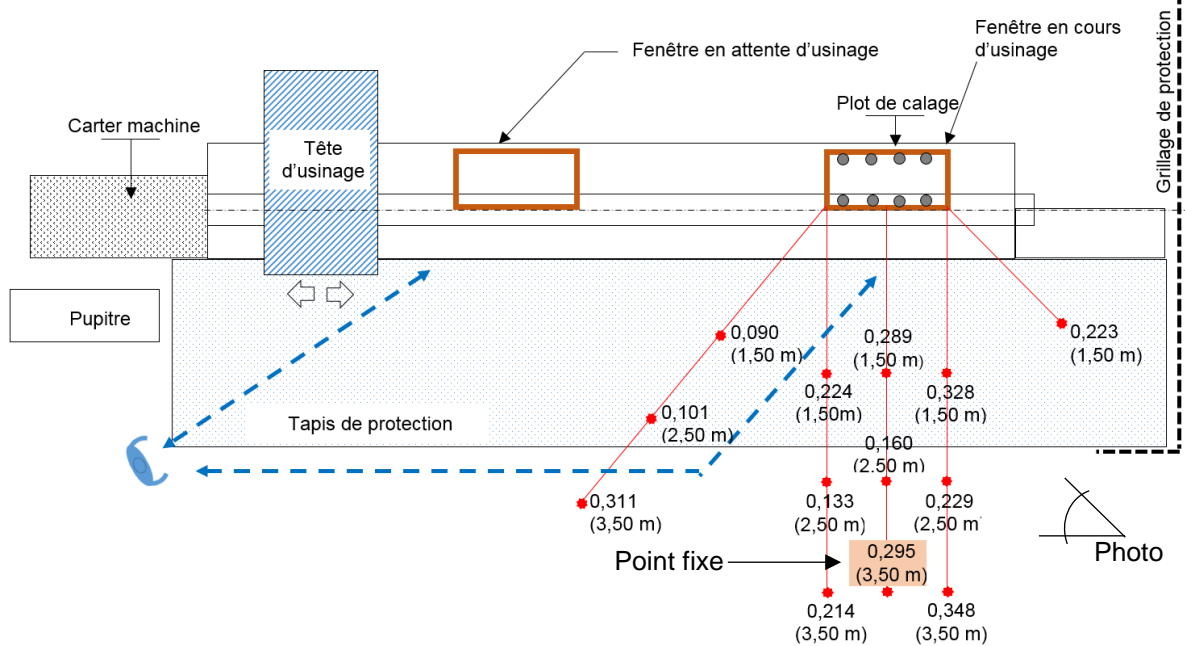 Fenêtre en attente d’usinage
Fenêtre en cours
d’usinage
Plot de calage
Carter machine
Tête
d’usinage
Grillage de protection
Pupitre
0,090
(1,50 m)
0,289
(1,50 m)
0,223
(1,50 m)
0,224
(1,50m)
0,328
(1,50 m)
0,101
(2,50 m)
Tapis de protection
0,160
(2,50 m)
0,311
(3,50 m)
0,133
(2,50 m)
0,229
(2,50 m)
Point fixe
0,295
(3,50 m)
Photo
0,214
(3,50 m)
0,348
(3,50 m)